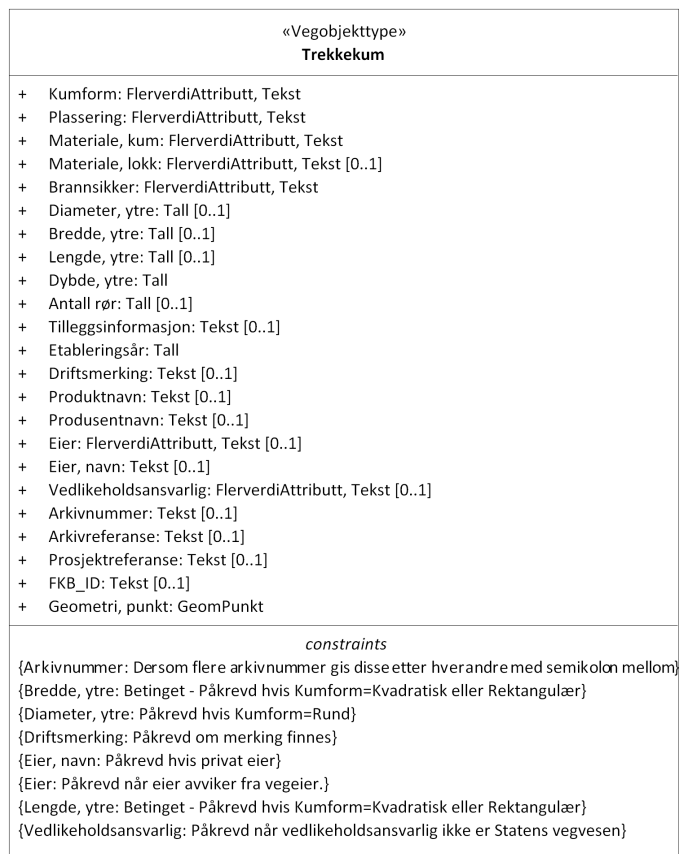 «Vegobjekttype»
Trekkekum
+ Kumform: FlerverdiAttributt, Tekst
+ Plassering: FlerverdiAttributt, Tekst
+ Materiale, kum: FlerverdiAttributt, Tekst
+ Materiale, lokk: FlerverdiAttributt, Tekst [0..1]
+ Brannsikker: FlerverdiAttributt, Tekst
+ Diameter, ytre: Tall [0..1]
+ Bredde, ytre: Tall [0..1]
+ Lengde, ytre: Tall [0..1]
+ Dybde, ytre: Tall
+ Antall rør: Tall [0..1]
+ Tilleggsinformasjon: Tekst [0..1]
+ Etableringsår: Tall
+ Driftsmerking: Tekst [0..1]
+ Produktnavn: Tekst [0..1]
+ Produsentnavn: Tekst [0..1]
+ Eier: FlerverdiAttributt, Tekst [0..1]
+ Eier, navn: Tekst [0..1]
+ Vedlikeholdsansvarlig: FlerverdiAttributt, Tekst [0..1]
+ Arkivnummer: Tekst [0..1]
+ Arkivreferanse: Tekst [0..1]
+ Prosjektreferanse: Tekst [0..1]
+ FKB_ID: Tekst [0..1]
+ Geometri, punkt: GeomPunkt
constraints
{Arkivnummer: Dersom flere arkivnummer gis disse etter hverandre med semikolon mellom}
{Bredde, ytre: Betinget - Påkrevd hvis Kumform=Kvadratisk eller Rektangulær}
{Diameter, ytre: Påkrevd hvis Kumform=Rund}
{Driftsmerking: Påkrevd om merking finnes}
{Eier, navn: Påkrevd hvis privat eier}
{Eier: Påkrevd når eier avviker fra vegeier.}
{Lengde, ytre: Betinget - Påkrevd hvis Kumform=Kvadratisk eller Rektangulær}
{Vedlikeholdsansvarlig: Påkrevd når vedlikeholdsansvarlig ikke er Statens vegvesen}